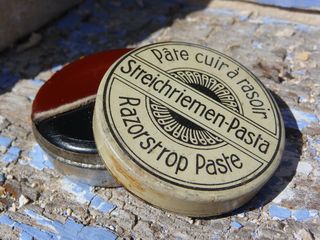 Pâte cuir à rasoir
Streichriemen-Pasta
Razorstrop Paste